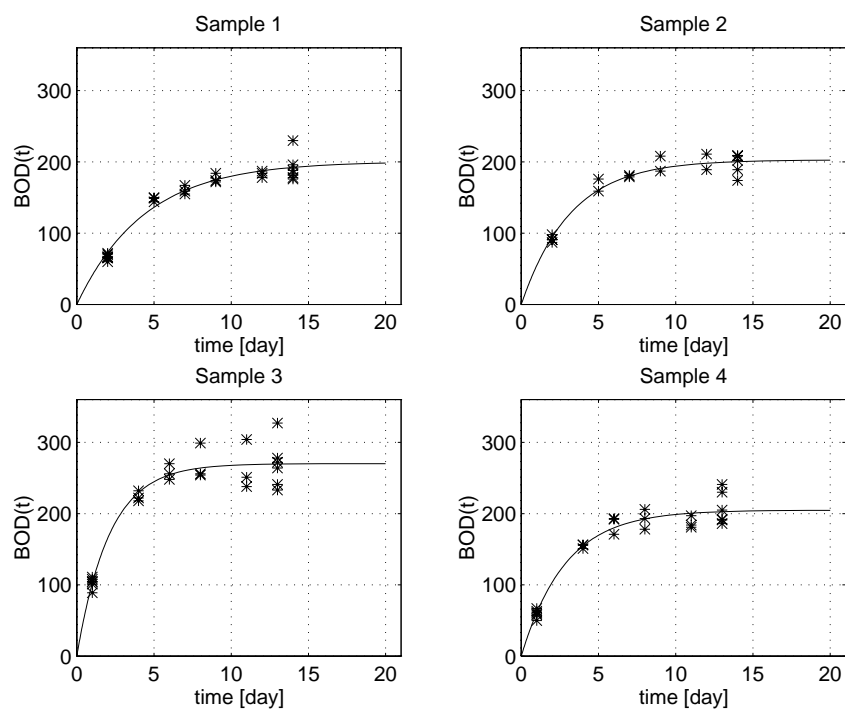 Sample 1
300
200
100
0
BOD(t)
0 5 10 15 20
time [day]
Sample 2
300
200
100
0
BOD(t)
0 5 10 15 20
time [day]
Sample 3
300
200
100
0
BOD(t)
0 5 10 15 20
time [day]
Sample 4
300
200
100
0
BOD(t)
0 5 10 15 20
time [day]